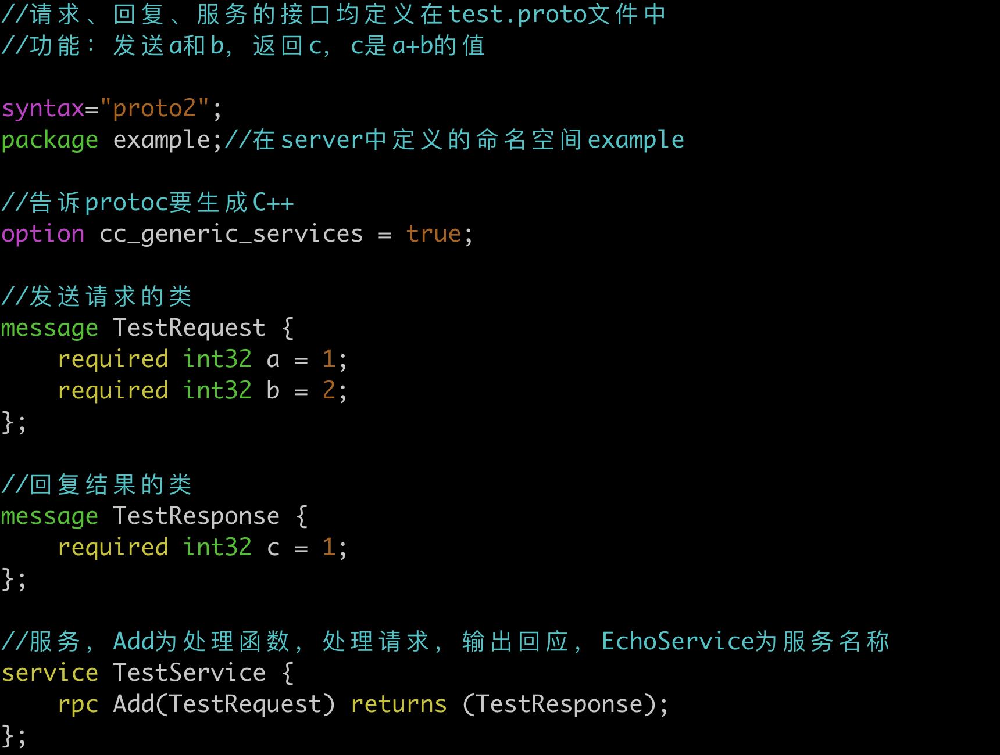 //请求、回复、服务的接口均定义在test.proto文件中
//功能：发送a和b，返回c，c是a+b的值
syntax="proto2";
package example;//在server中定义的命名空间example
//告诉protoc要生成C++
option cc_generic_services = true;
//发送请求的类
message TestRequest {
    required int32 a = 1;
    required int32 b = 2;
};
//回复结果的类
message TestResponse {
    required int32 c = 1;
};
//服务，Add为处理函数，处理请求，输出回应，EchoService为服务名称
service TestService {
    rpc Add(TestRequest) returns (TestResponse);
};